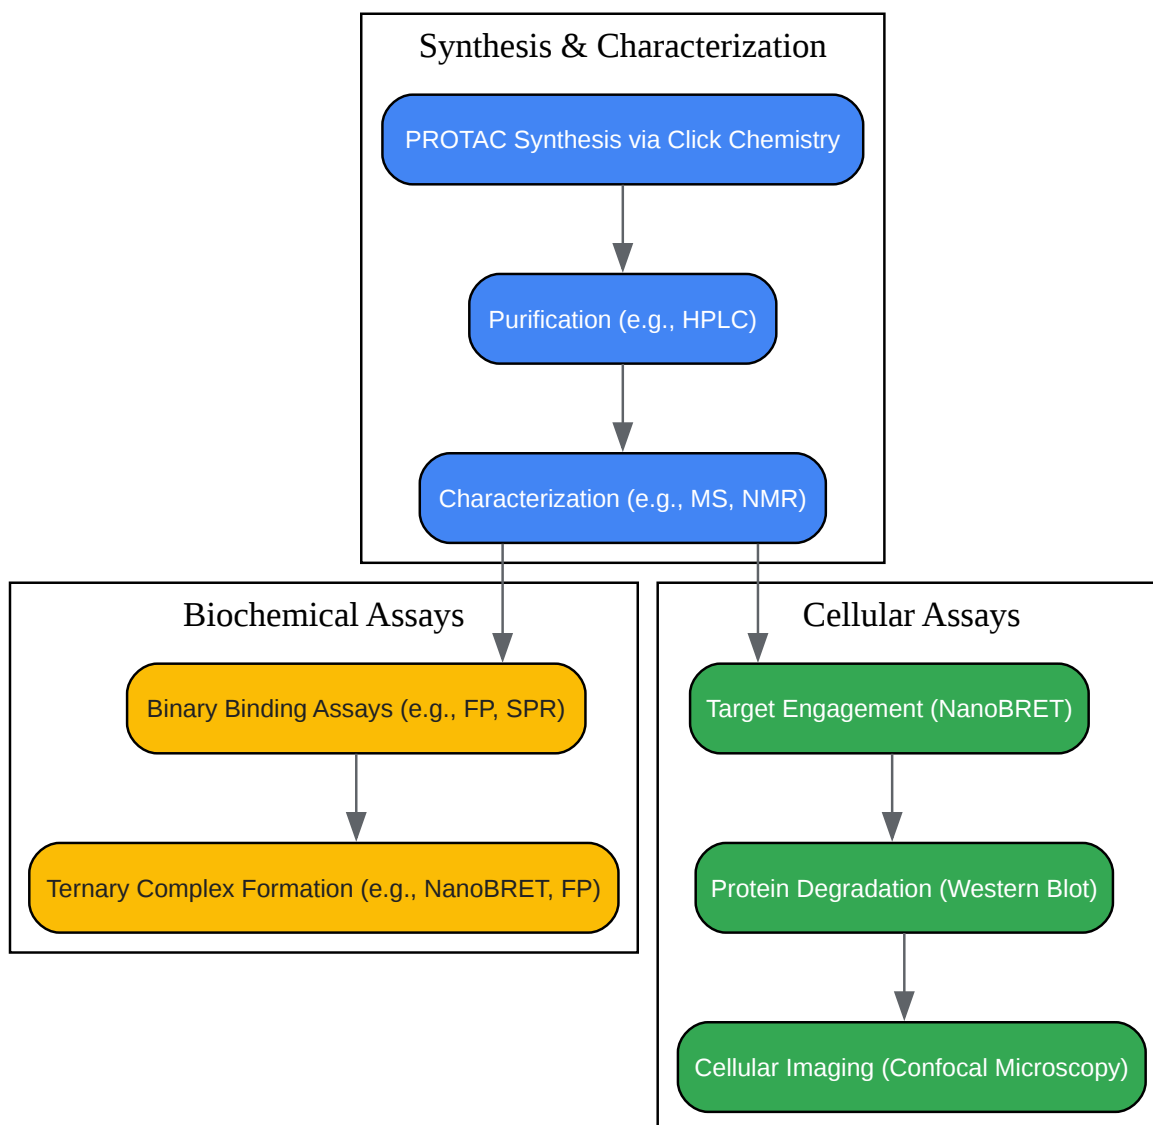 Synthesis & Characterization
PROTAC Synthesis via Click Chemistry
Purification (e.g., HPLC)
Characterization (e.g., MS, NMR)
Biochemical Assays
Binary Binding Assays (e.g., FP, SPR)
Ternary Complex Formation (e.g., NanoBRET, FP)
Cellular Assays
Target Engagement (NanoBRET)
Protein Degradation (Western Blot)
Cellular Imaging (Confocal Microscopy)